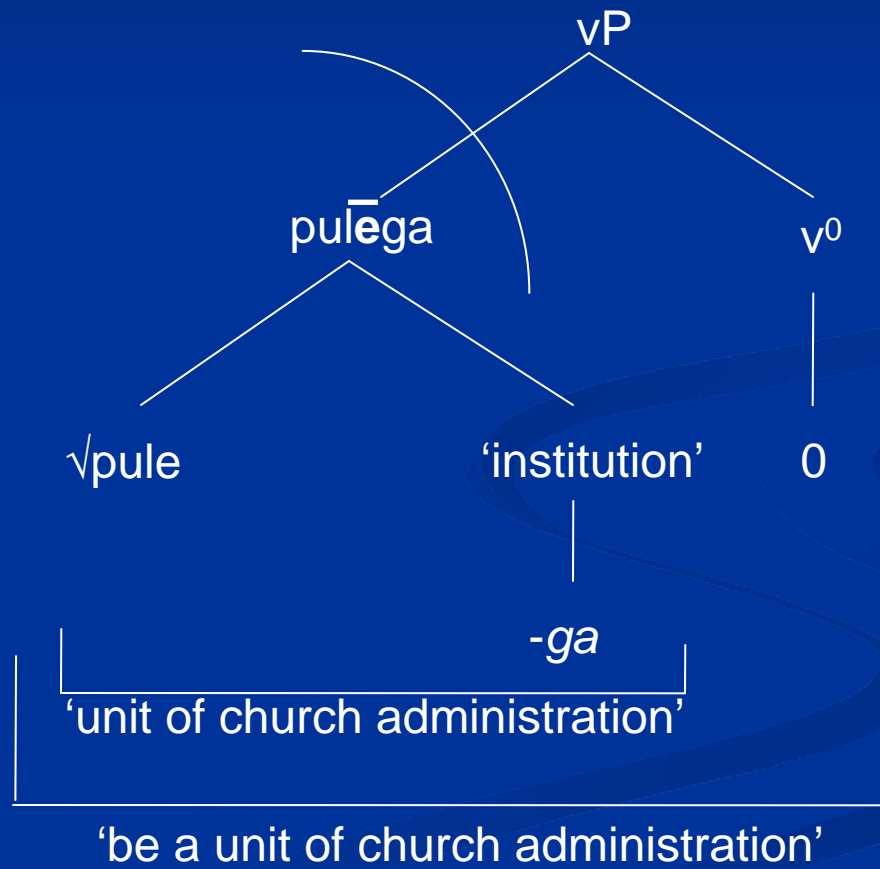 vP
pulēga v⁰
√pule ‘institution’ 0
-ga
‘unit of church administration’
‘be a unit of church administration’